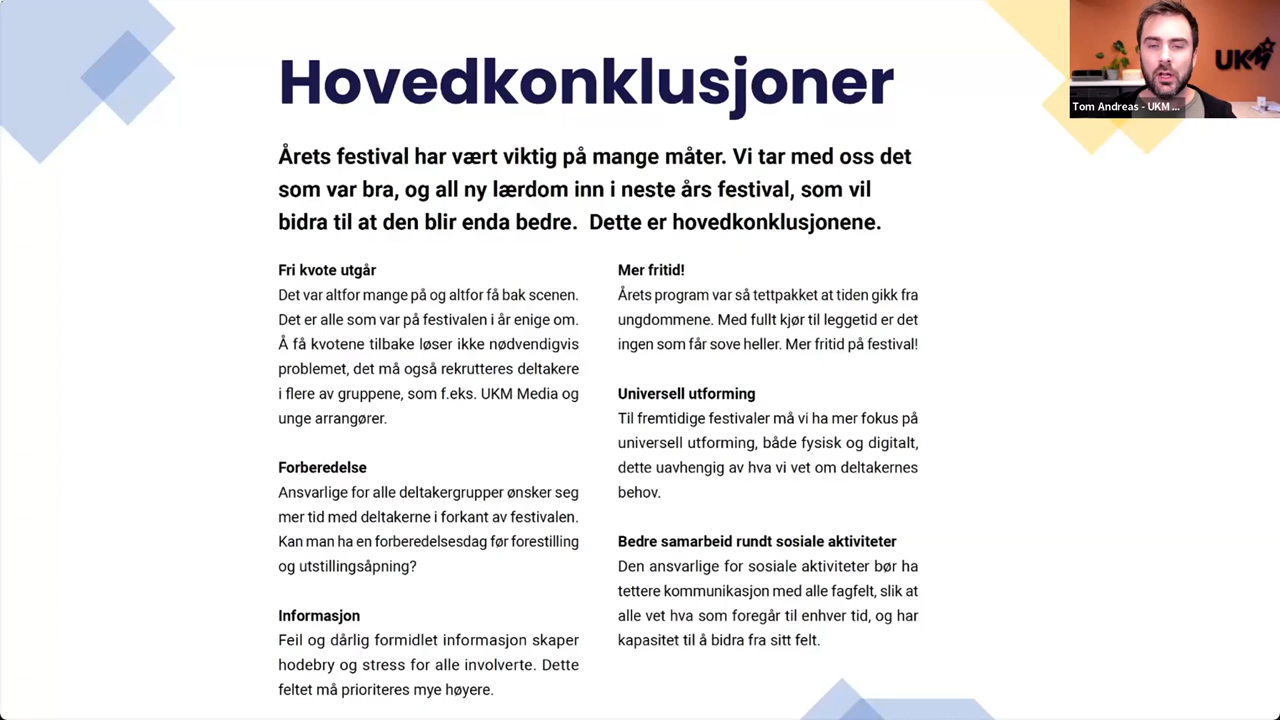 Hovedkonklusjoner
Årets festival har vært viktig på mange måter. Vi tar med oss det
som var bra, og all ny lærdom inn i neste års festival, som vil
bidra til at den blir enda bedre.  Dette er hovedkonklusjonene.
Fri kvote utgår
Det var altfor mange på og altfor få bak scenen.
Det er alle som var på festivalen i år enige om.
Å få kvotene tilbake løser ikke nødvendigvis
problemet, det må også rekrutteres deltakere
i flere av gruppene, som f.eks. UKM Media og
unge arrangører.
Forberedelse
Ansvarlige for alle deltakergrupper ønsker seg
mer tid med deltakerne i forkant av festivalen.
Kan man ha en forberedelsesdag før forestilling
og utstillingsåpning?
Informasjon
Feil og dårlig formidlet informasjon skaper
hodebry og stress for alle involverte. Dette
feltet må prioriteres mye høyere.
Mer fritid!
Årets program var så tettpakket at tiden gikk fra
ungdommene. Med fullt kjør til leggetid er det
ingen som får sove heller. Mer fritid på festival!
Universell utforming
Til fremtidige festivaler må vi ha mer fokus på
universell utforming, både fysisk og digitalt,
dette uavhengig av hva vi vet om deltakernes
behov.
Bedre samarbeid rundt sosiale aktiviteter
Den ansvarlige for sosiale aktiviteter bør ha
tettere kommunikasjon med alle fagfelt, slik at
alle vet hva som foregår til enhver tid, og har
kapasitet til å bidra fra sitt felt.
UKM
Tom Andreas - UKM ...